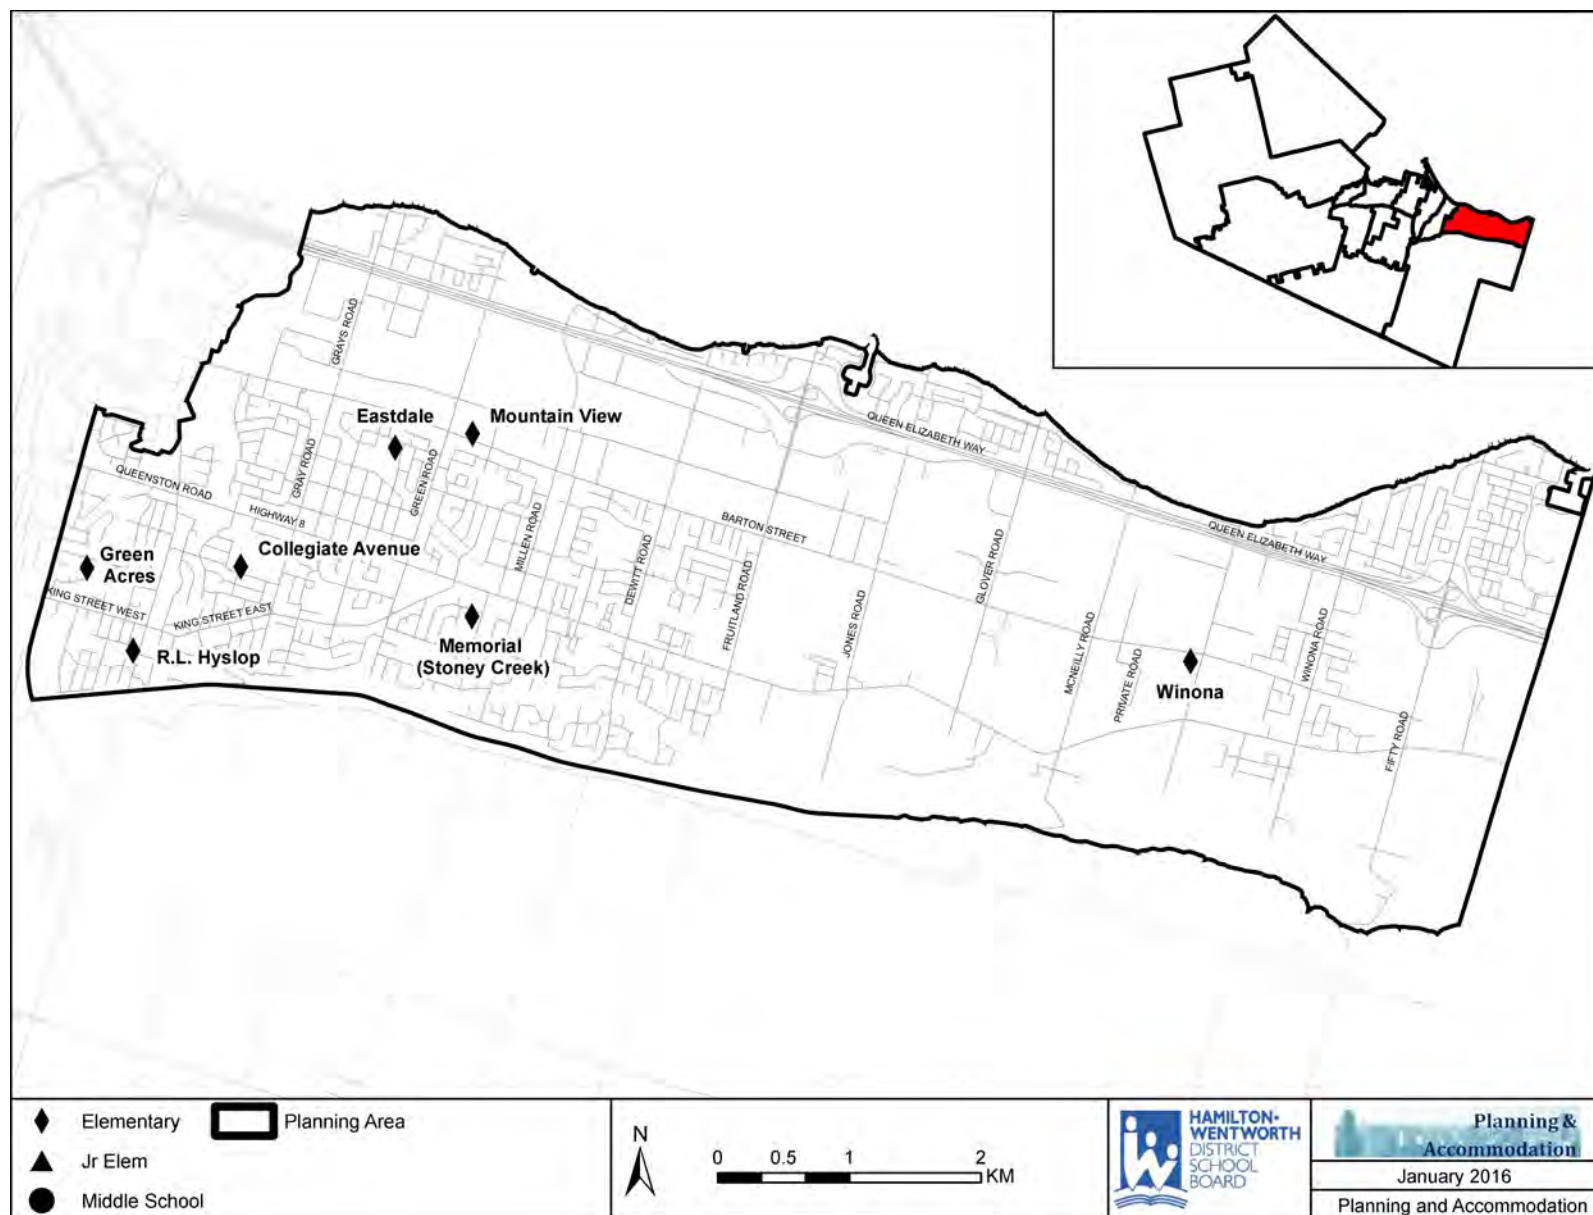 GRAYS ROAD
Eastdale
Mountain View
QUEEN ELIZABETH WAY
QUEENSTON ROAD
GRAY ROAD
GREEN ROAD
HIGHWAY 8
MILLEN ROAD
BARTON STREET
QUEEN ELIZABETH WAY
Green
Acres
Collegiate Avenue
DEWITT ROAD
FRUITLAND ROAD
JONES ROAD
GLOVER ROAD
KING STREET WEST
KING STREET EAST
R.L. Hyslop
Memorial
(Stoney Creek)
MCNEILLY ROAD
PRIVATE ROAD
WINONA ROAD
Winona
FIFTY ROAD
Elementary
Planning Area
Jr Elem
Middle School
N
0 0.5 1 2
KM
HAMILTON-
WENTWORTH
DISTRICT
SCHOOL
BOARD
Planning &
Accommodation
January 2016
Planning and Accommodation